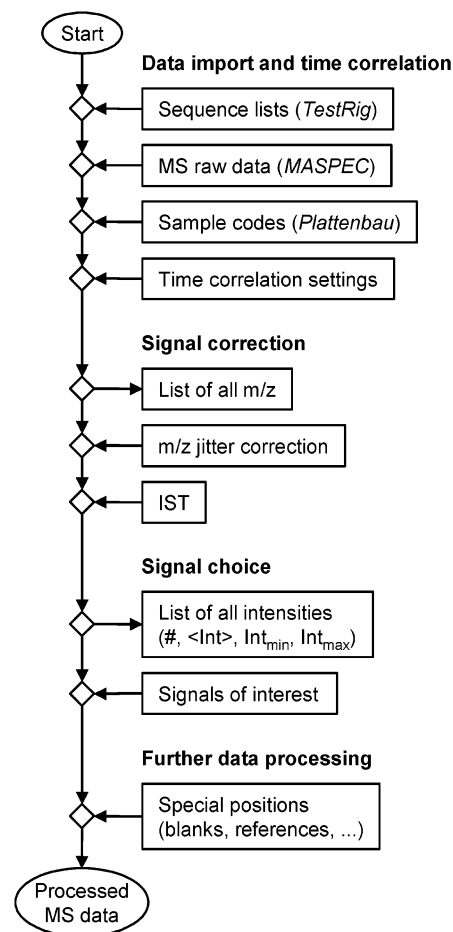 Start
Data import and time correlation
Sequence lists (TestRig)
MS raw data (MASPEC)
Sample codes (Plattenbau)
Time correlation settings
Signal correction
List of all m/z
m/z jitter correction
IST
Signal choice
List of all intensities
(#, <Int>, Intmin, Intmax)
Signals of interest
Further data processing
Special positions
(blanks, references, ...)
Processed
MS data